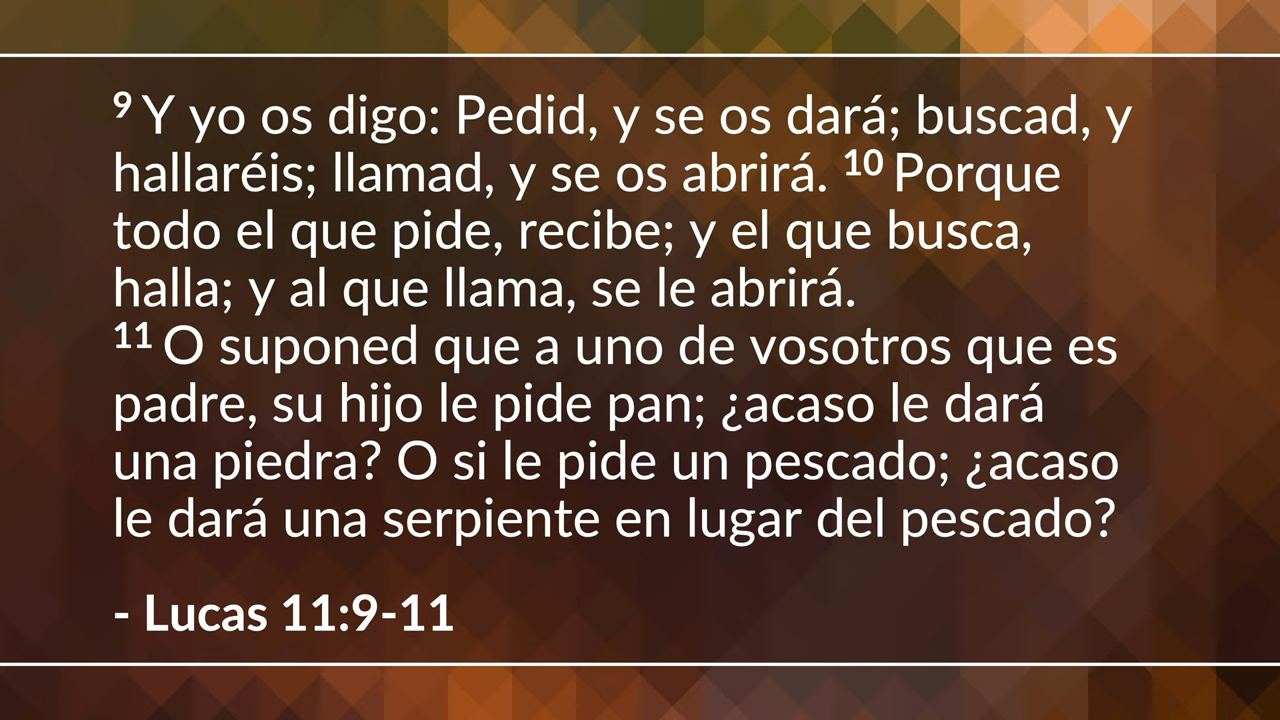 9 Y yo os digo: Pedid, y se os dará; buscad, y
hallaréis; llamad, y se os abrirá. 10 Porque
todo el que pide, recibe; y el que busca,
halla; y al que llama, se le abrirá.
11 O suponed que a uno de vosotros que es
padre, su hijo le pide pan; ¿acaso le dará
una piedra? O si le pide un pescado; ¿acaso
le dará una serpiente en lugar del pescado?
- Lucas 11:9-11